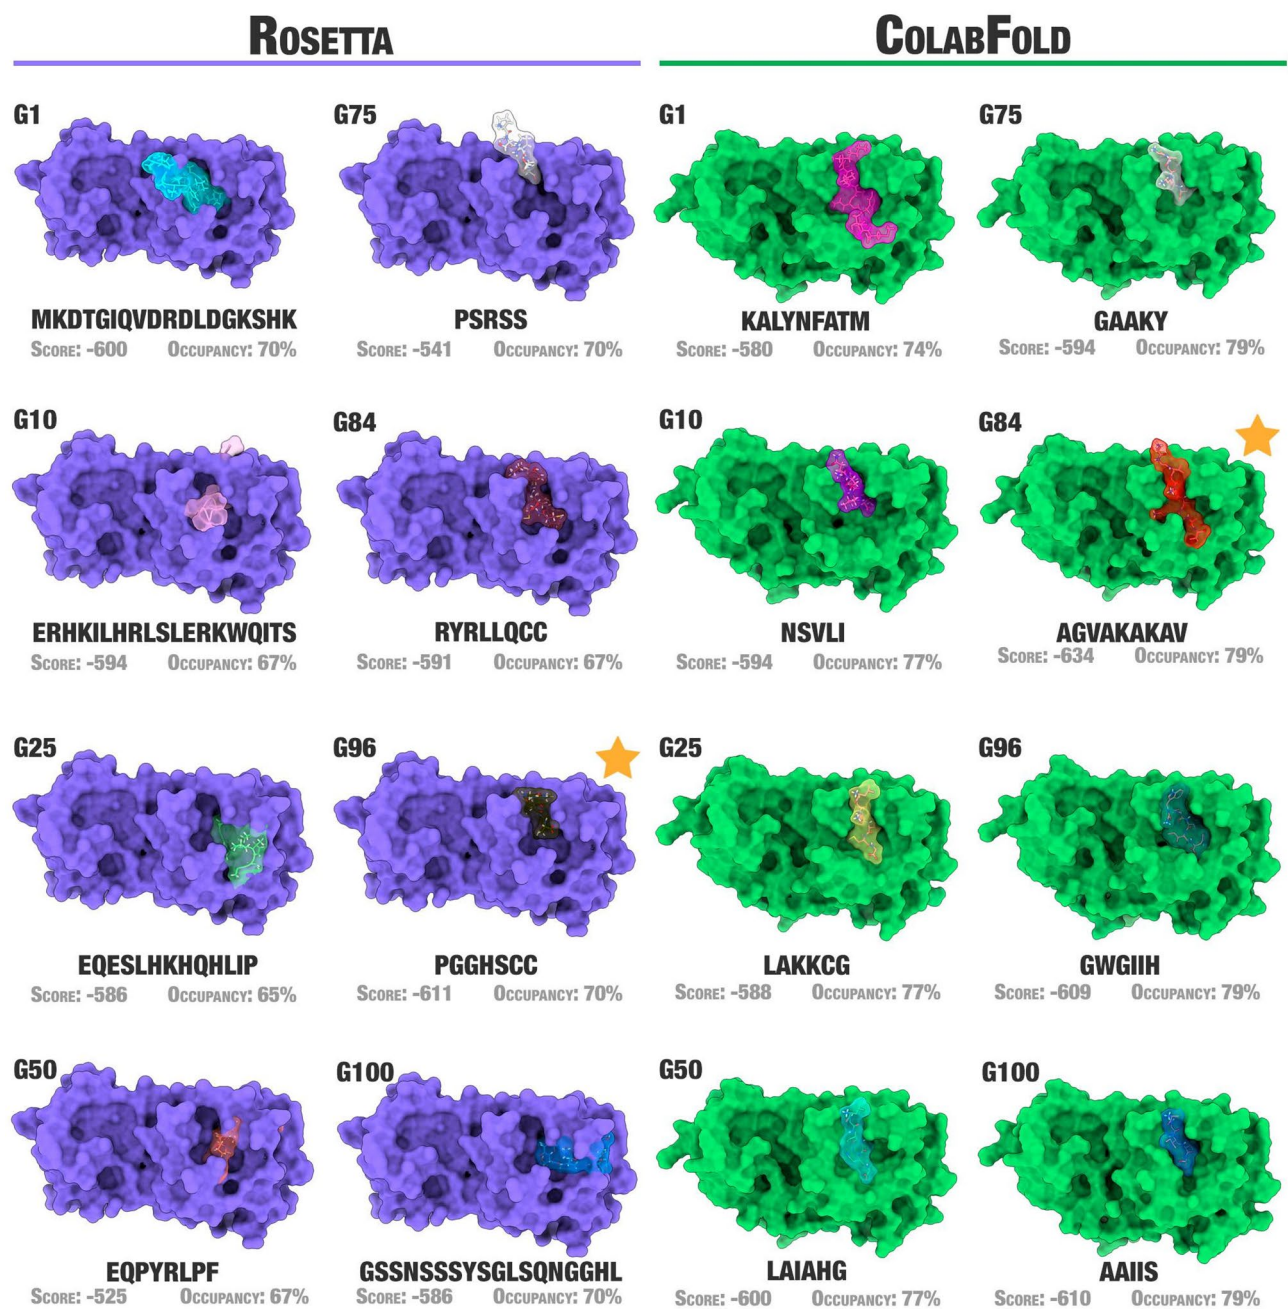 ROSETTA
COLABFOLD
G1
G75
G1
G75
MKDTGIQVDRDLDGKSHK
PSRSS
KALYNFATM
GAAKY
SCORE: -600 OCCUPANCY: 70%
SCORE: -541 OCCUPANCY: 70%
SCORE: -580 OCCUPANCY: 74%
SCORE: -594 OCCUPANCY: 79%
G10
G84
G10
G84
ERHKILHRLSLERKWQITS
RYRLLQCC
NSVLI
AGVAKAKAV
SCORE: -594 OCCUPANCY: 67%
SCORE: -591 OCCUPANCY: 67%
SCORE: -594 OCCUPANCY: 77%
SCORE: -634 OCCUPANCY: 79%
G25
G96
G25
G96
EQESLHKHQHLIP
PGGHSCC
LAKKCG
GWGIIH
SCORE: -586 OCCUPANCY: 65%
SCORE: -611 OCCUPANCY: 70%
SCORE: -588 OCCUPANCY: 77%
SCORE: -609 OCCUPANCY: 79%
G50
G100
G50
G100
EQPYRLPF
GSSNSSSYSGLSQNGGHL
LAIAHG
AAIIS
SCORE: -525 OCCUPANCY: 67%
SCORE: -586 OCCUPANCY: 70%
SCORE: -600 OCCUPANCY: 77%
SCORE: -610 OCCUPANCY: 79%